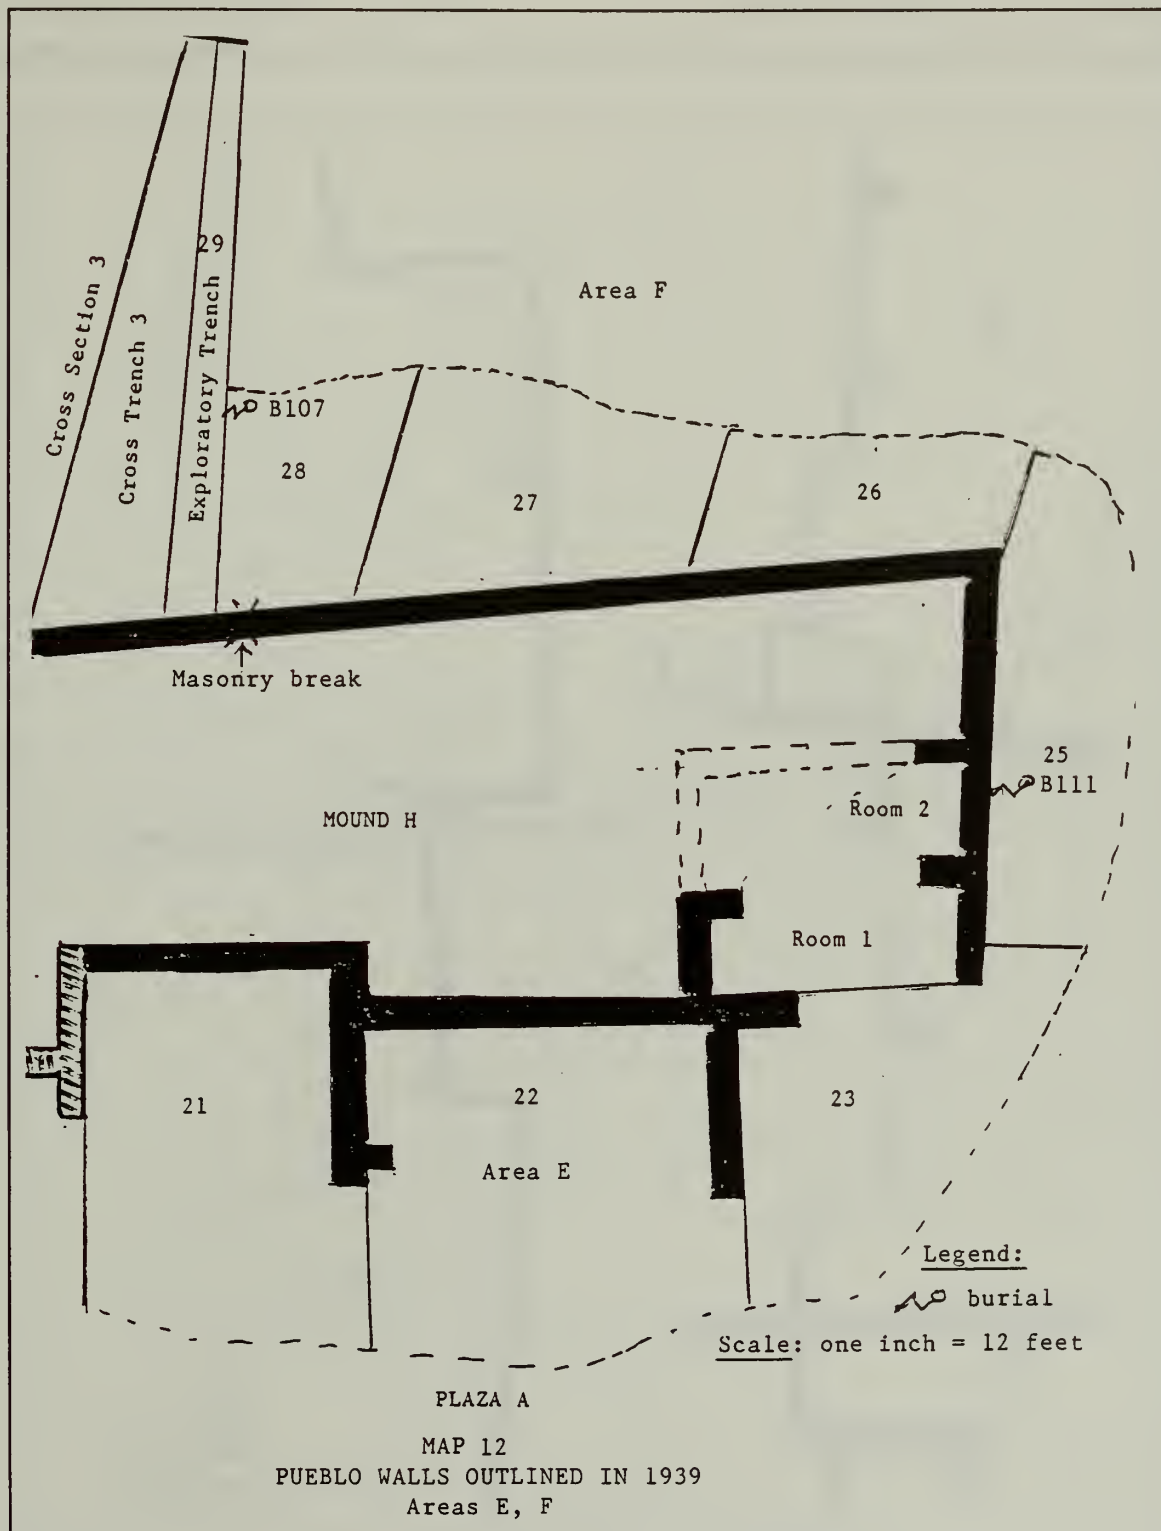 Cross Section 3
Cross Trench 3
Exploratory Trench 29
Area F
B107
28
27
26
Masonry break
25
B111
Room 2
MOUND H
Room 1
21
22
23
Area E
Legend:
burial
Scale: one inch = 12 feet
PLAZA A
MAP 12
PUEBLO WALLS OUTLINED IN 1939
Areas E, F